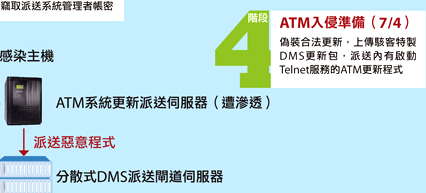 竊取派送系統管理者帳密
感染主機
階段
4
ATM入侵準備（7/4）
偽裝合法更新，上傳駭客特製
DMS更新包，派送內有啟動
Telnet服務的ATM更新程式
ATM系統更新派送伺服器（遭滲透）
派送惡意程式
分散式DMS派送閘道伺服器